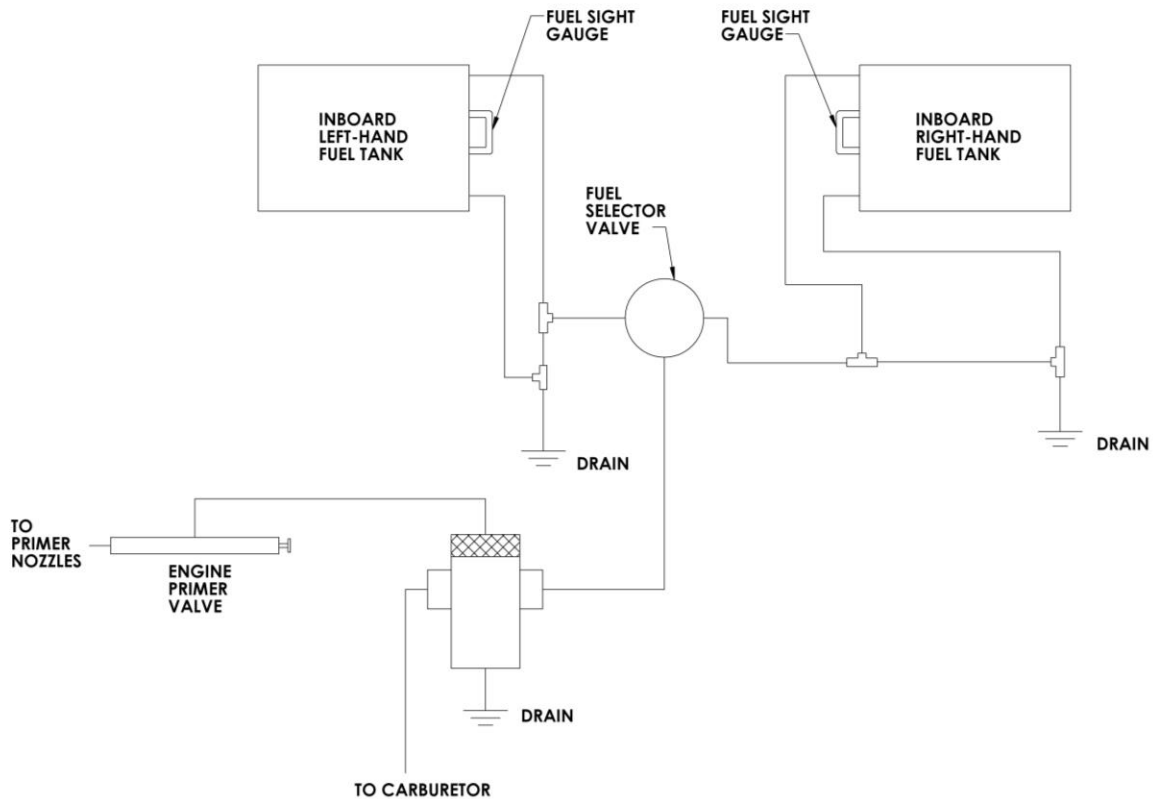 FUEL SIGHT
GAUGE
FUEL SIGHT
GAUGE
INBOARD
LEFT-HAND
FUEL TANK
INBOARD
RIGHT-HAND
FUEL TANK
FUEL
SELECTOR
VALVE
DRAIN
DRAIN
TO
PRIMER
NOZZLES
ENGINE
PRIMER
VALVE
DRAIN
TO CARBURETOR